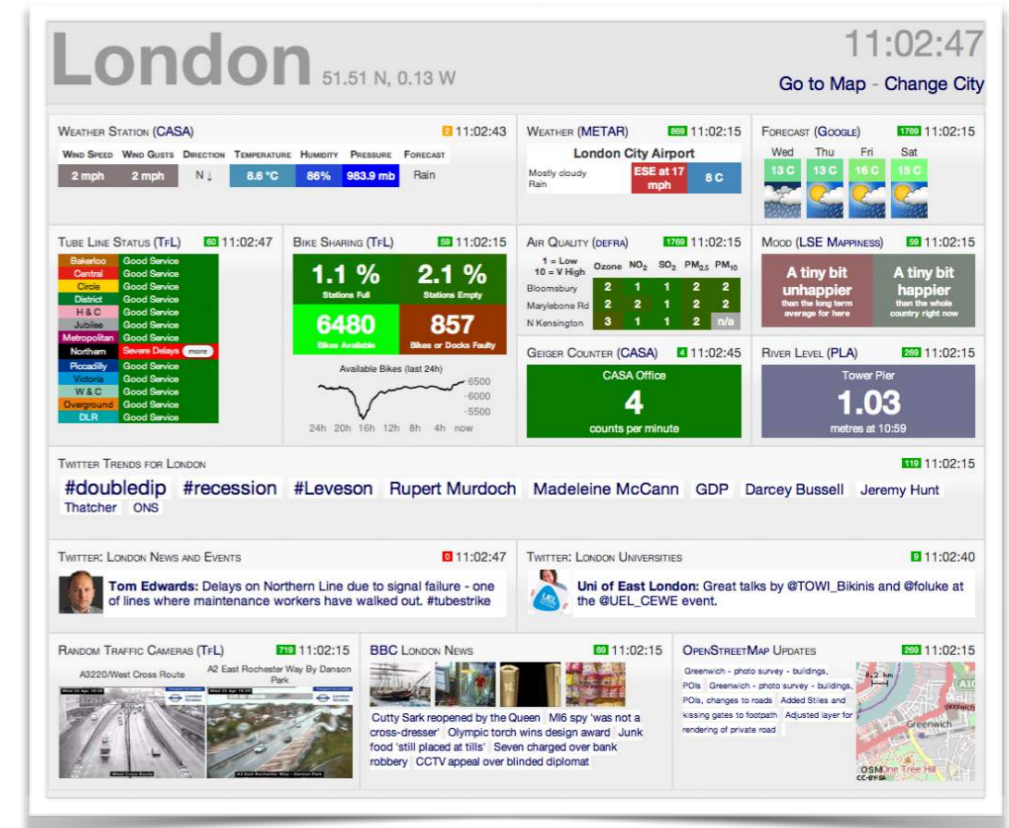 London 51.51 N, 0.13 W
11:02:47
Go to Map - Change City
WEATHER STATION (CASA) 2 11:02:43
WIND SPEED WIND GUSTS DIRECTION TEMPERATURE HUMIDITY PRESSURE FORECAST
2 mph 2 mph N ↓ 8.6 °C 86% 983.9 mb Rain
WEATHER (METAR) 869 11:02:15
London City Airport
Mostly cloudy
Rain
ESE at 17
mph
8 C
FORECAST (GOOGLE) 1769 11:02:15
Wed Thu Fri Sat
13 C 13 C 16 C 15 C
TUBE LINE STATUS (TFL) 60 11:02:47
Bakerloo Good Service
Central Good Service
Circle Good Service
District Good Service
H & C Good Service
Jubilee Good Service
Metropolitan Good Service
Northern Severe Delays more
Piccadilly Good Service
Victoria Good Service
W & C Good Service
Overground Good Service
DLR Good Service
BIKE SHARING (TFL) 59 11:02:15
1.1 % 2.1 %
Stations Full Stations Empty
6480 857
Bikes Available Bikes or Docks Faulty
Available Bikes (last 24h)
6500
6000
5500
24h 20h 16h 12h 8h 4h now
AIR QUALITY (DEFRA) 1769 11:02:15
1 = Low
10 = V High
Ozone NO2 SO2 PM2.5 PM10
Bloomsbury 2 1 1 2 2
Marylebone Rd 2 2 1 2 2
N Kensington 3 1 1 2 n/a
MOOD (LSE MAPPINESS) 59 11:02:15
A tiny bit
unhappier
than the long term
average for here
A tiny bit
happier
than the whole
country right now
GEIGER COUNTER (CASA) 4 11:02:45
CASA Office
4
counts per minute
RIVER LEVEL (PLA) 269 11:02:15
Tower Pier
1.03
metres at 10:59
TWITTER TRENDS FOR LONDON 119 11:02:15
#doubledip #recession #Leveson Rupert Murdoch Madeleine McCann GDP Darcey Bussell Jeremy Hunt
Thatcher ONS
TWITTER: LONDON NEWS AND EVENTS 0 11:02:47
Tom Edwards: Delays on Northern Line due to signal failure - one
of lines where maintenance workers have walked out. #tubestrike
TWITTER: LONDON UNIVERSITIES 9 11:02:40
UEL
Uni of East London: Great talks by @TOWI_Bikinis and @foluke at
the @UEL_CEWE event.
RANDOM TRAFFIC CAMERAS (TFL) 719 11:02:15
A3220/West Cross Route
A2 East Rochester Way By Danson
Park
West Cross Route
A2 East Rochester Way - Danson Park
BBC LONDON NEWS 69 11:02:15
Cutty Sark reopened by the Queen MI6 spy 'was not a
cross-dresser' Olympic torch wins design award Junk
food 'still placed at tills' Seven charged over bank
robbery CCTV appeal over blinded diplomat
OPENSTREETMAP UPDATES 269 11:02:15
Greenwich - photo survey - buildings,
POIs Greenwich - photo survey - buildings,
POIs, changes to roads Added Stiles and
kissing gates to footpath Adjusted layer for
rendering of private road
0.2 km
Greenwich
OSM One Tree Hill
CC-BY-SA